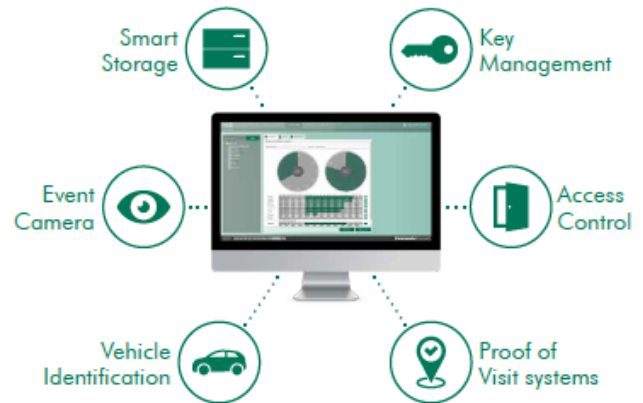 Smart
Storage
Key
Management
Event
Camera
Access
Control
Vehicle
Identification
Proof of
Visit systems